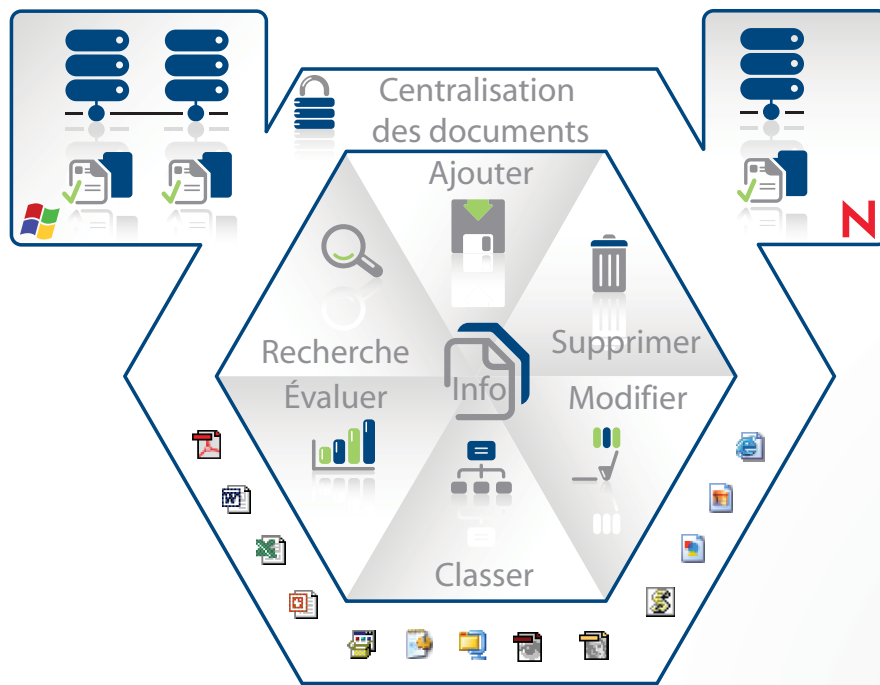 Centralisation
des documents
Ajouter
Recherche
Supprimer
Évaluer
Info
Modifier
Classer
N